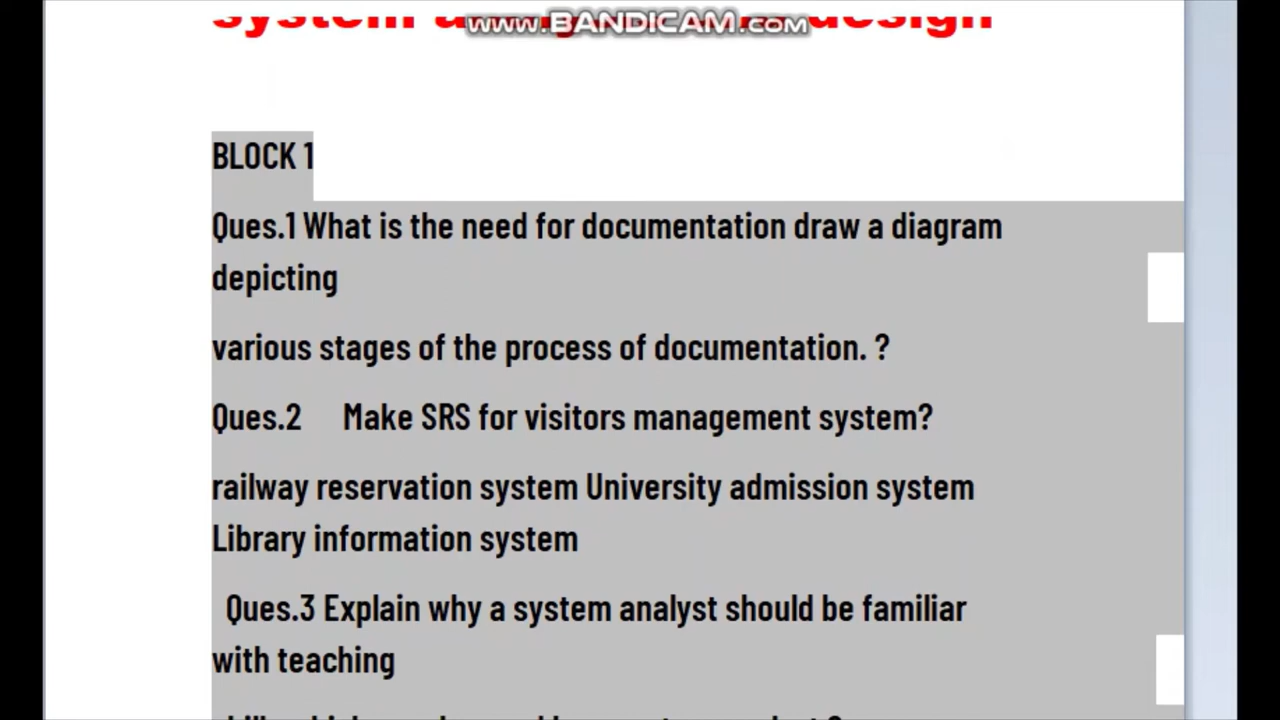 system design
www.BANDICAM.com
BLOCK 1
Ques.1 What is the need for documentation draw a diagram
depicting
various stages of the process of documentation. ?
Ques.2 Make SRS for visitors management system?
railway reservation system University admission system
Library information system
Ques.3 Explain why a system analyst should be familiar
with teaching